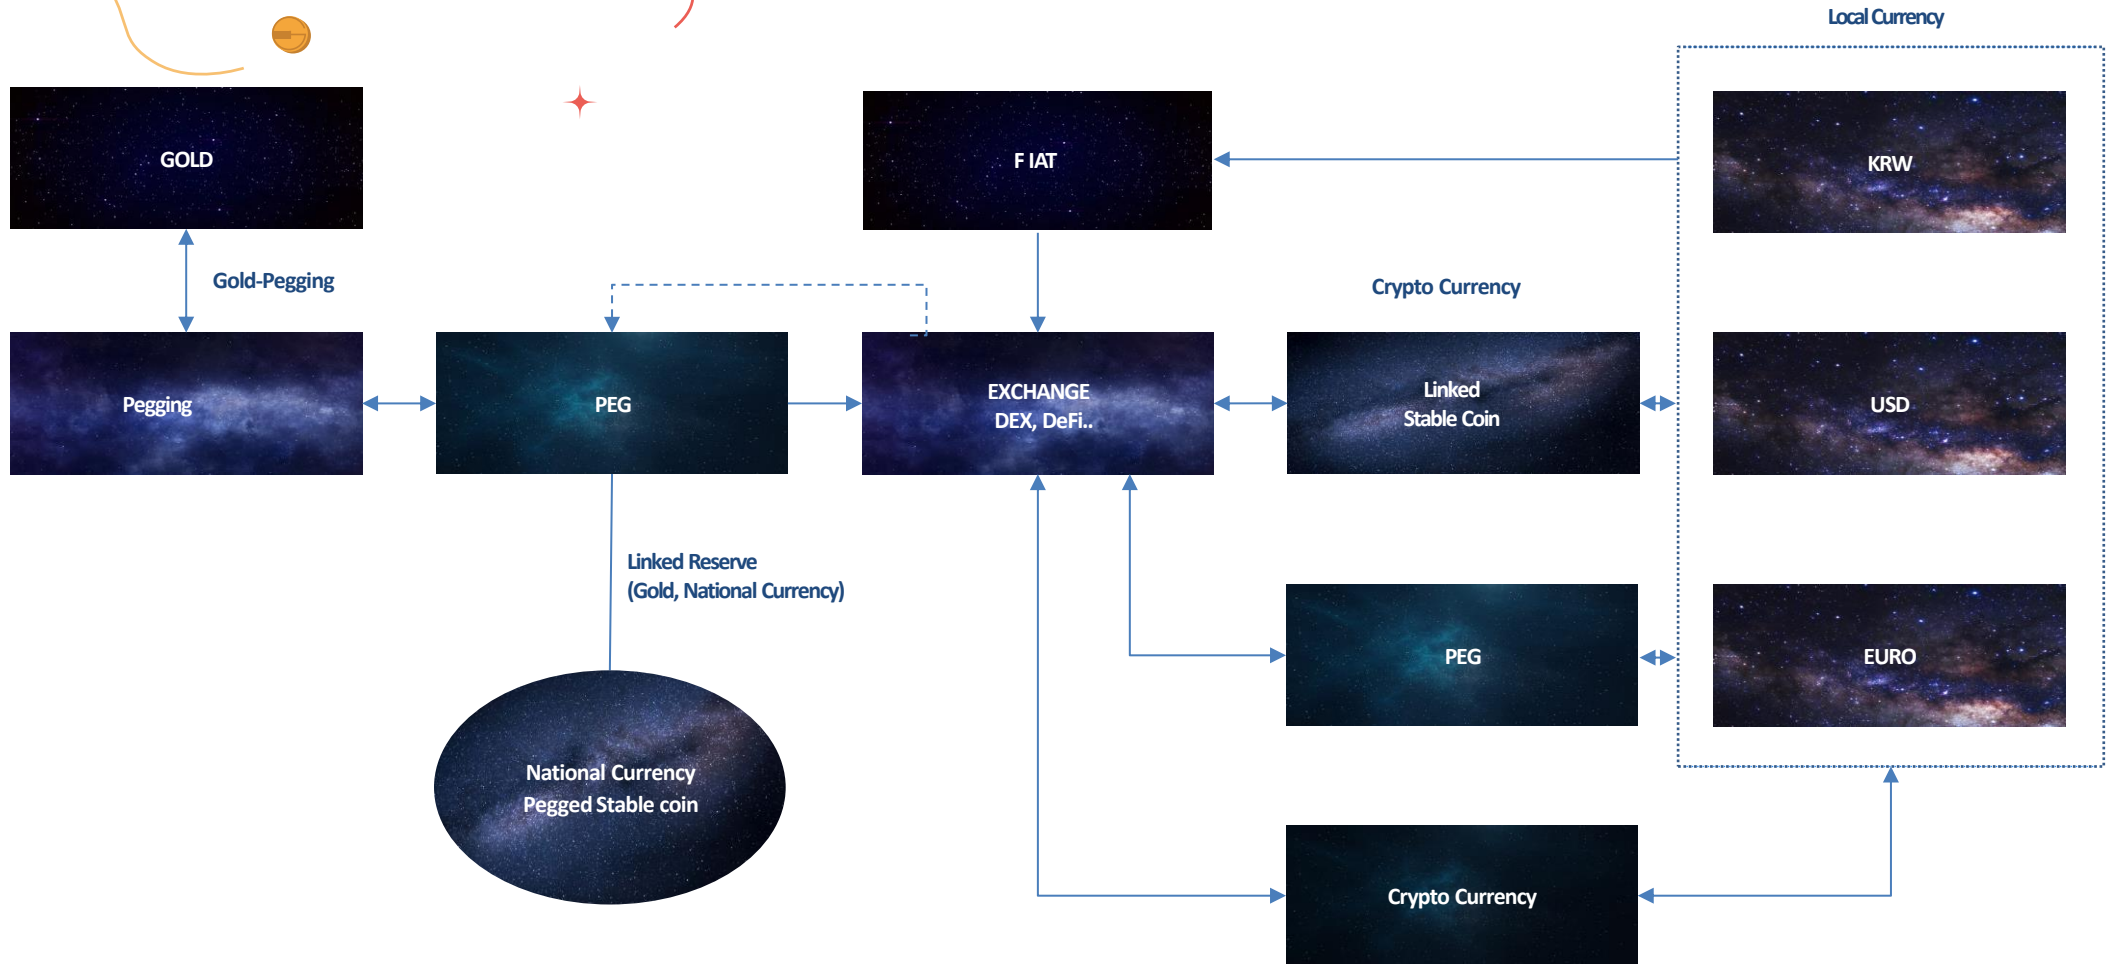 Local Currency
GOLD
F IAT
KRW
Gold-Pegging
Crypto Currency
Pegging
PEG
EXCHANGE
DEX, DeFi..
Linked
Stable Coin
USD
Linked Reserve
(Gold, National Currency)
PEG
EURO
National Currency
Pegged Stable coin
Crypto Currency